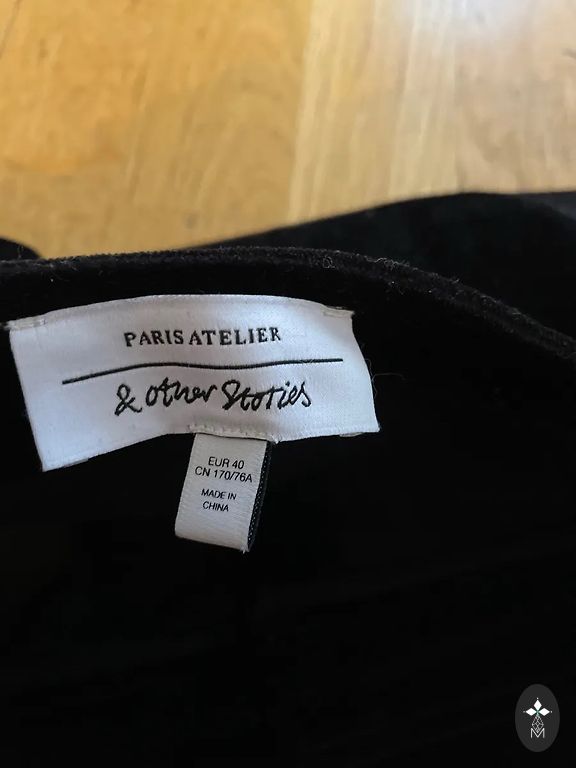 PARIS ATELIER
& Other Stories
EUR 40
CN 170/76A
MADE IN
CHINA
M